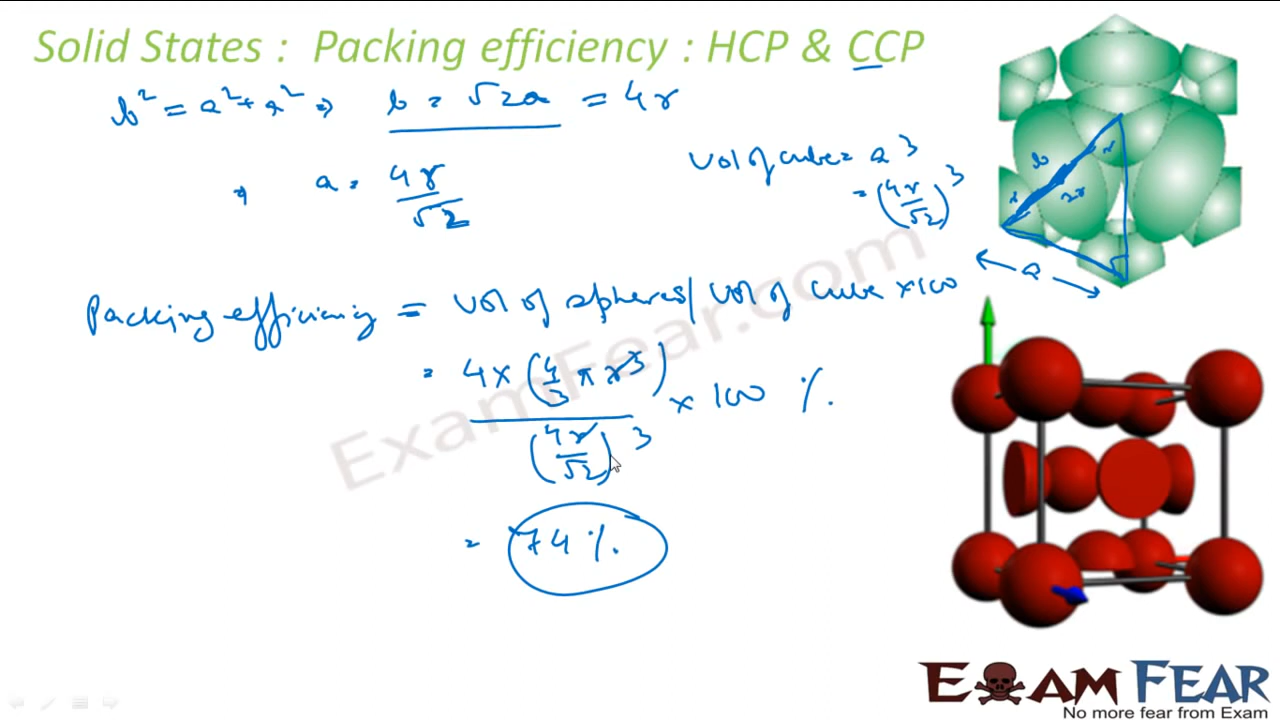 Solid States : Packing efficiency : HCP & CCP
b² = a² + a² ⇒ b = √2a = 4r
⇒ a = 4r/√2
Vol of cube = a³
= (4r/√2)³
b
r
2r
r
a
Packing efficiency = Vol of spheres/Vol of cube × 100
= 4 × (4/3 π r³) / (4r/√2)³ × 100 %.
= 74 %.
ExamFear.com
EXAM FEAR
No more fear from Exam